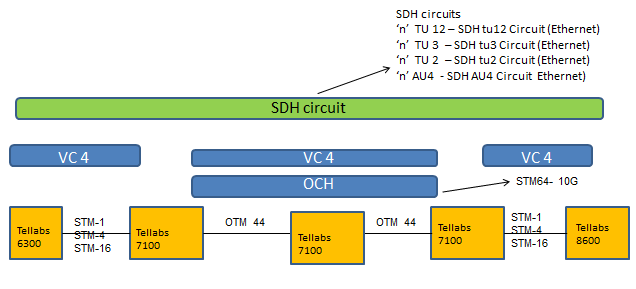 SDH circuits
‘n’ TU 12 – SDH tu12 Circuit (Ethernet)
‘n’ TU 3 – SDH tu3 Circuit (Ethernet)
‘n’ TU 2 – SDH tu2 Circuit (Ethernet)
‘n’ AU4 - SDH AU4 Circuit Ethernet)
SDH circuit
VC 4
VC 4
VC 4
OCH
STM64- 10G
Tellabs
6300
STM-1
STM-4
STM-16
Tellabs
7100
OTM 44
Tellabs
7100
OTM 44
Tellabs
7100
STM-1
STM-4
STM-16
Tellabs
8600